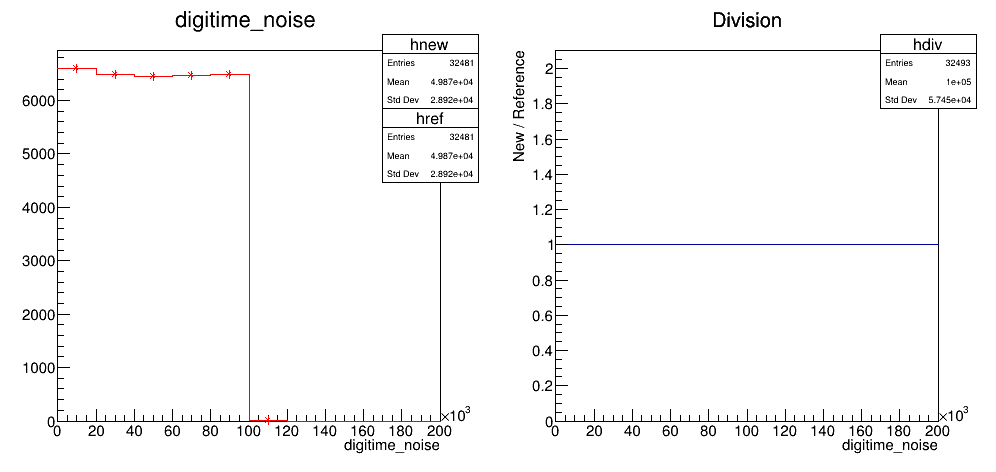 digitime_noise
hnew
Entries 32481
Mean 4.987e+04
Std Dev 2.892e+04
href
Entries 32481
Mean 4.987e+04
Std Dev 2.892e+04
6000
5000
4000
3000
2000
1000
0
0 20 40 60 80 100 120 140 160 180 200
×10³
digitime_noise
Division
hdiv
Entries 32493
Mean 1e+05
Std Dev 5.745e+04
New / Reference
2
1.8
1.6
1.4
1.2
1
0.8
0.6
0.4
0.2
0
0 20 40 60 80 100 120 140 160 180 200
×10³
digitime_noise